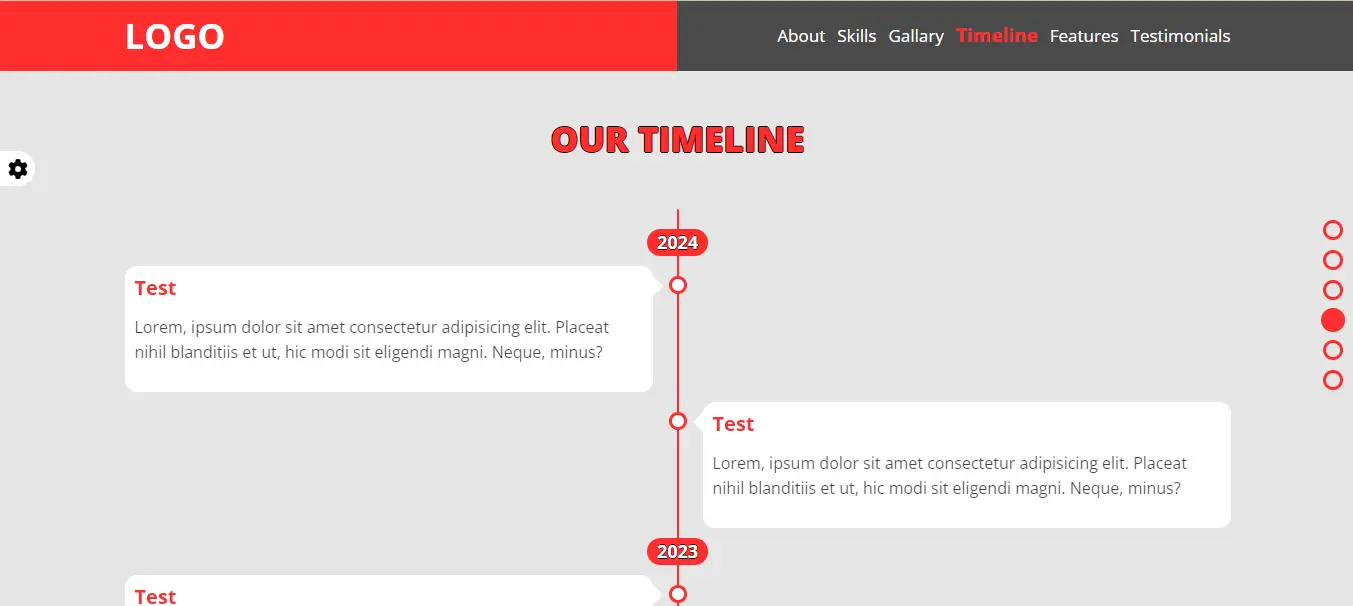 LOGO
About Skills Gallary Timeline Features Testimonials
OUR TIMELINE
2024
Test
Lorem, ipsum dolor sit amet consectetur adipisicing elit. Placeat
nihil blanditiis et ut, hic modi sit eligendi magni. Neque, minus?
Test
Lorem, ipsum dolor sit amet consectetur adipisicing elit. Placeat
nihil blanditiis et ut, hic modi sit eligendi magni. Neque, minus?
2023
Test